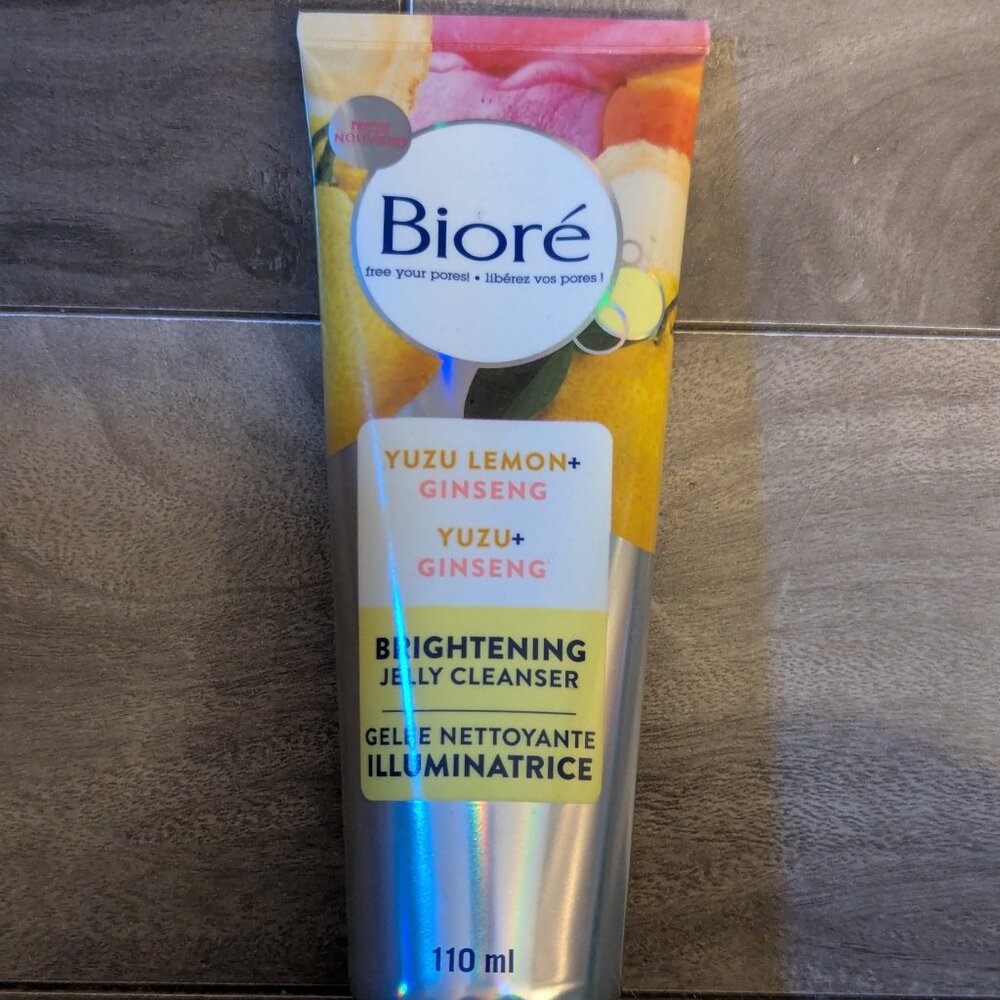 NOUVEAU
Bioré
free your pores! • libérez vos pores !
YUZU LEMON+
GINSENG
YUZU+
GINSENG
BRIGHTENING
JELLY CLEANSER
GELÉE NETTOYANTE
ILLUMINATRICE
110 ml